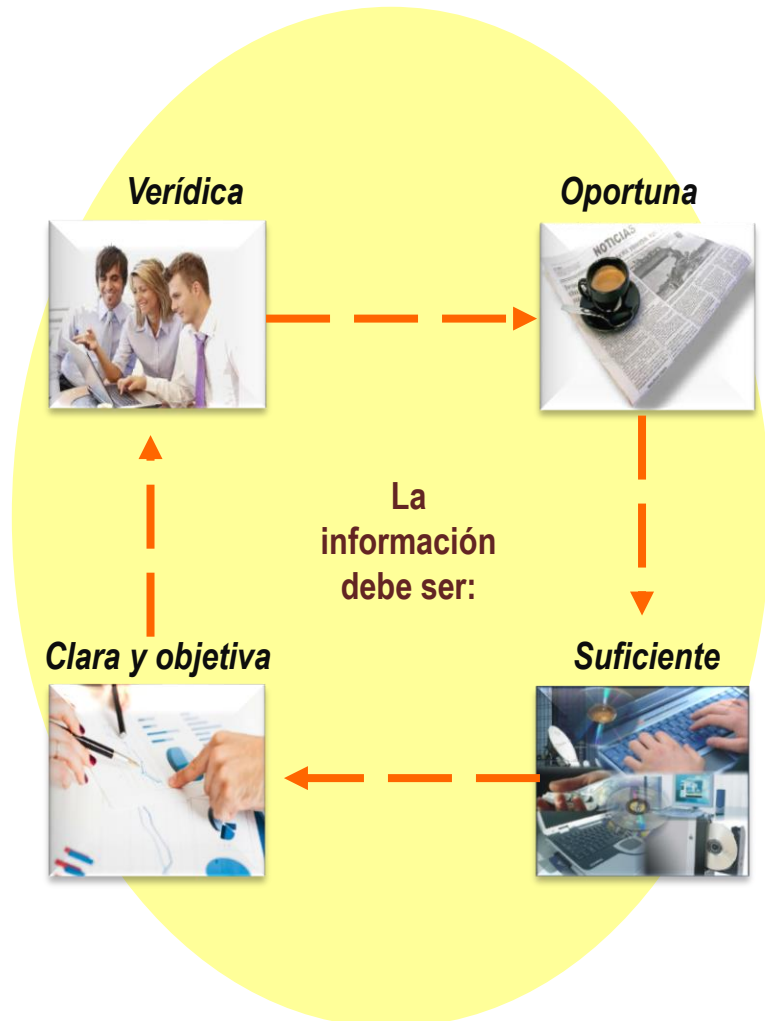 Verídica
Oportuna
NOTICIAS
La
información
debe ser:
Clara y objetiva
Suficiente